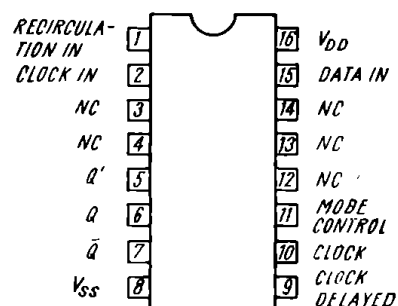 RECIRCULA-
TION IN
1
16
VDD
CLOCK IN
2
15
DATA IN
NC
3
14
NC
NC
4
13
NC
Q'
5
12
NC
Q
6
11
MOBE
CONTROL
Q̄
7
10
CLOCK
VSS
8
9
CLOCK
DELAYED